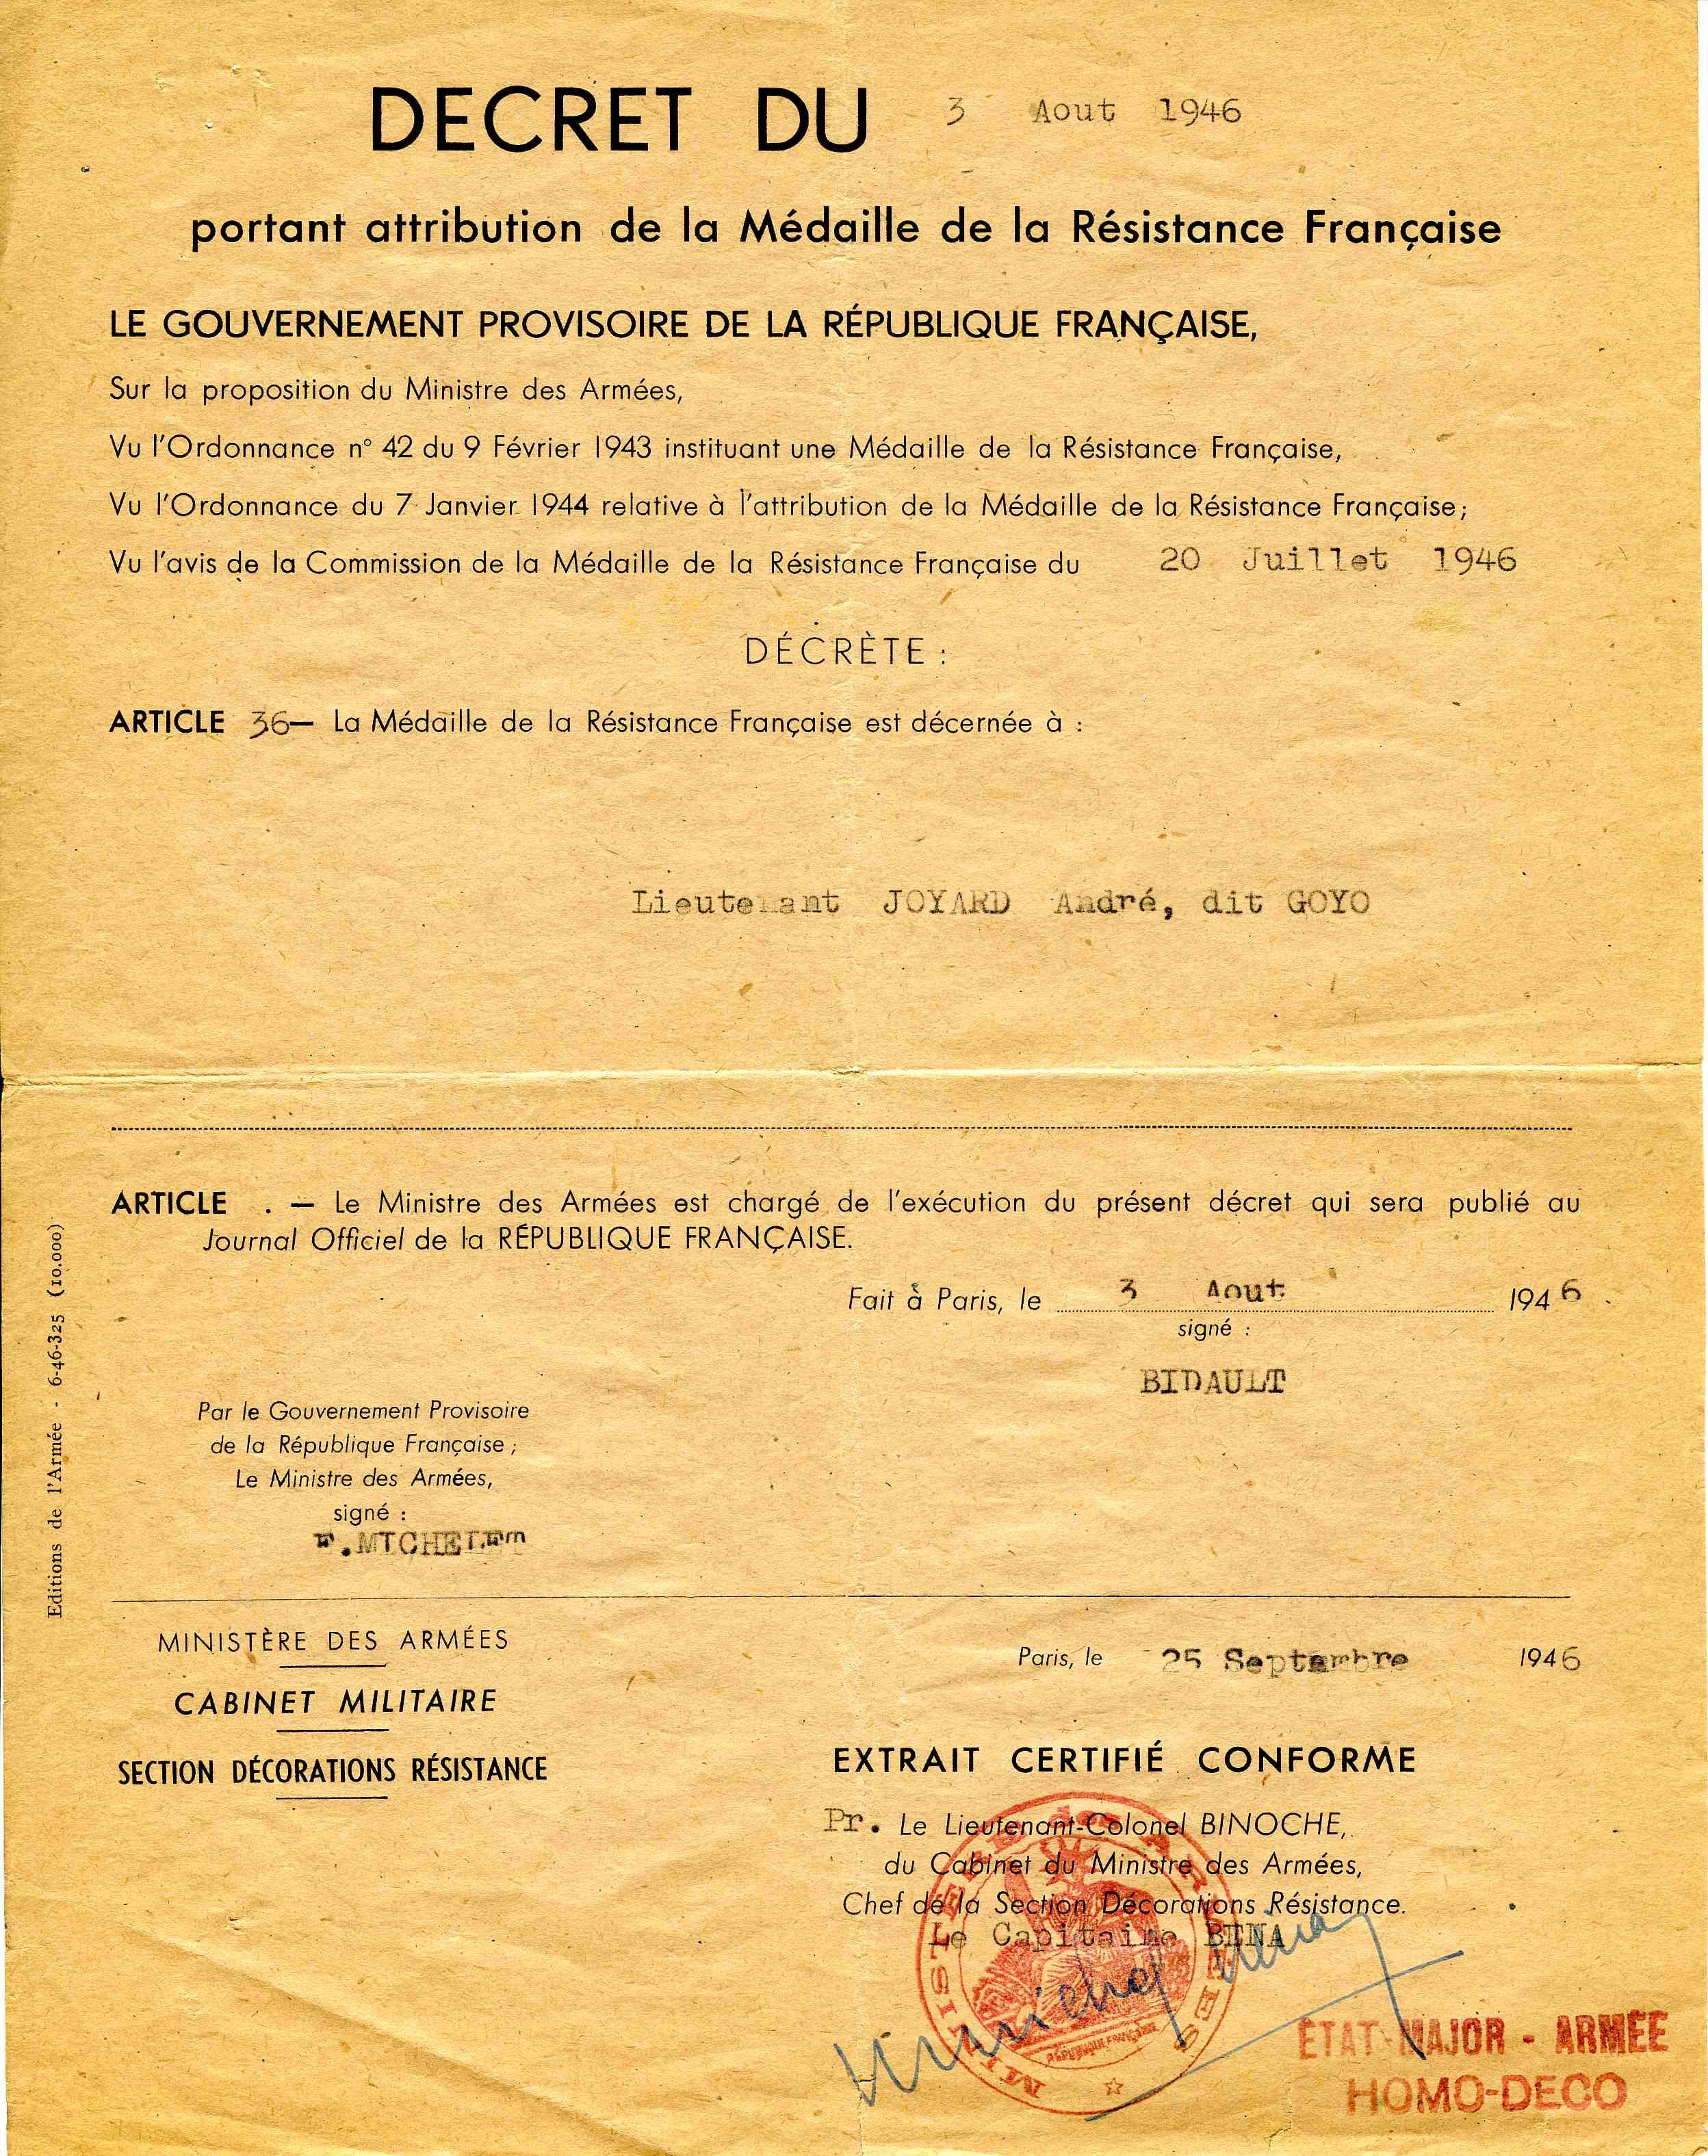 DECRET DU 3 Aout 1946
portant attribution de la Médaille de la Résistance Française
LE GOUVERNEMENT PROVISOIRE DE LA RÉPUBLIQUE FRANÇAISE,
Sur la proposition du Ministre des Armées,
Vu l'Ordonnance n° 42 du 9 Février 1943 instituant une Médaille de la Résistance Française,
Vu l'Ordonnance du 7 Janvier 1944 relative à l'attribution de la Médaille de la Résistance Française;
Vu l'avis de la Commission de la Médaille de la Résistance Française du 20 Juillet 1946
DÉCRÈTE :
ARTICLE 36— La Médaille de la Résistance Française est décernée à :
Lieutenant JOYARD André, dit GOYO
ARTICLE . — Le Ministre des Armées est chargé de l'exécution du présent décret qui sera publié au
Journal Officiel de la RÉPUBLIQUE FRANÇAISE.
Fait à Paris, le 3 Aout 1946
signé :
BIDAULT
Par le Gouvernement Provisoire
de la République Française ;
Le Ministre des Armées,
signé :
E.MICHELET
Editions de l'Armée - 6-46-325 (10.000)
MINISTÈRE DES ARMÉES
CABINET MILITAIRE
SECTION DÉCORATIONS RÉSISTANCE
Paris, le 25 Septembre 1946
EXTRAIT CERTIFIÉ CONFORME
Pr. Le Lieutenant-Colonel BINOCHE,
du Cabinet du Ministre des Armées,
Chef de la Section Décorations Résistance.
Le Capitaine BINA
MINISTÈRE des ARMÉES
RÉPUBLIQUE FRANÇAISE
ÉTAT-MAJOR - ARMÉE
HOMO-DECO